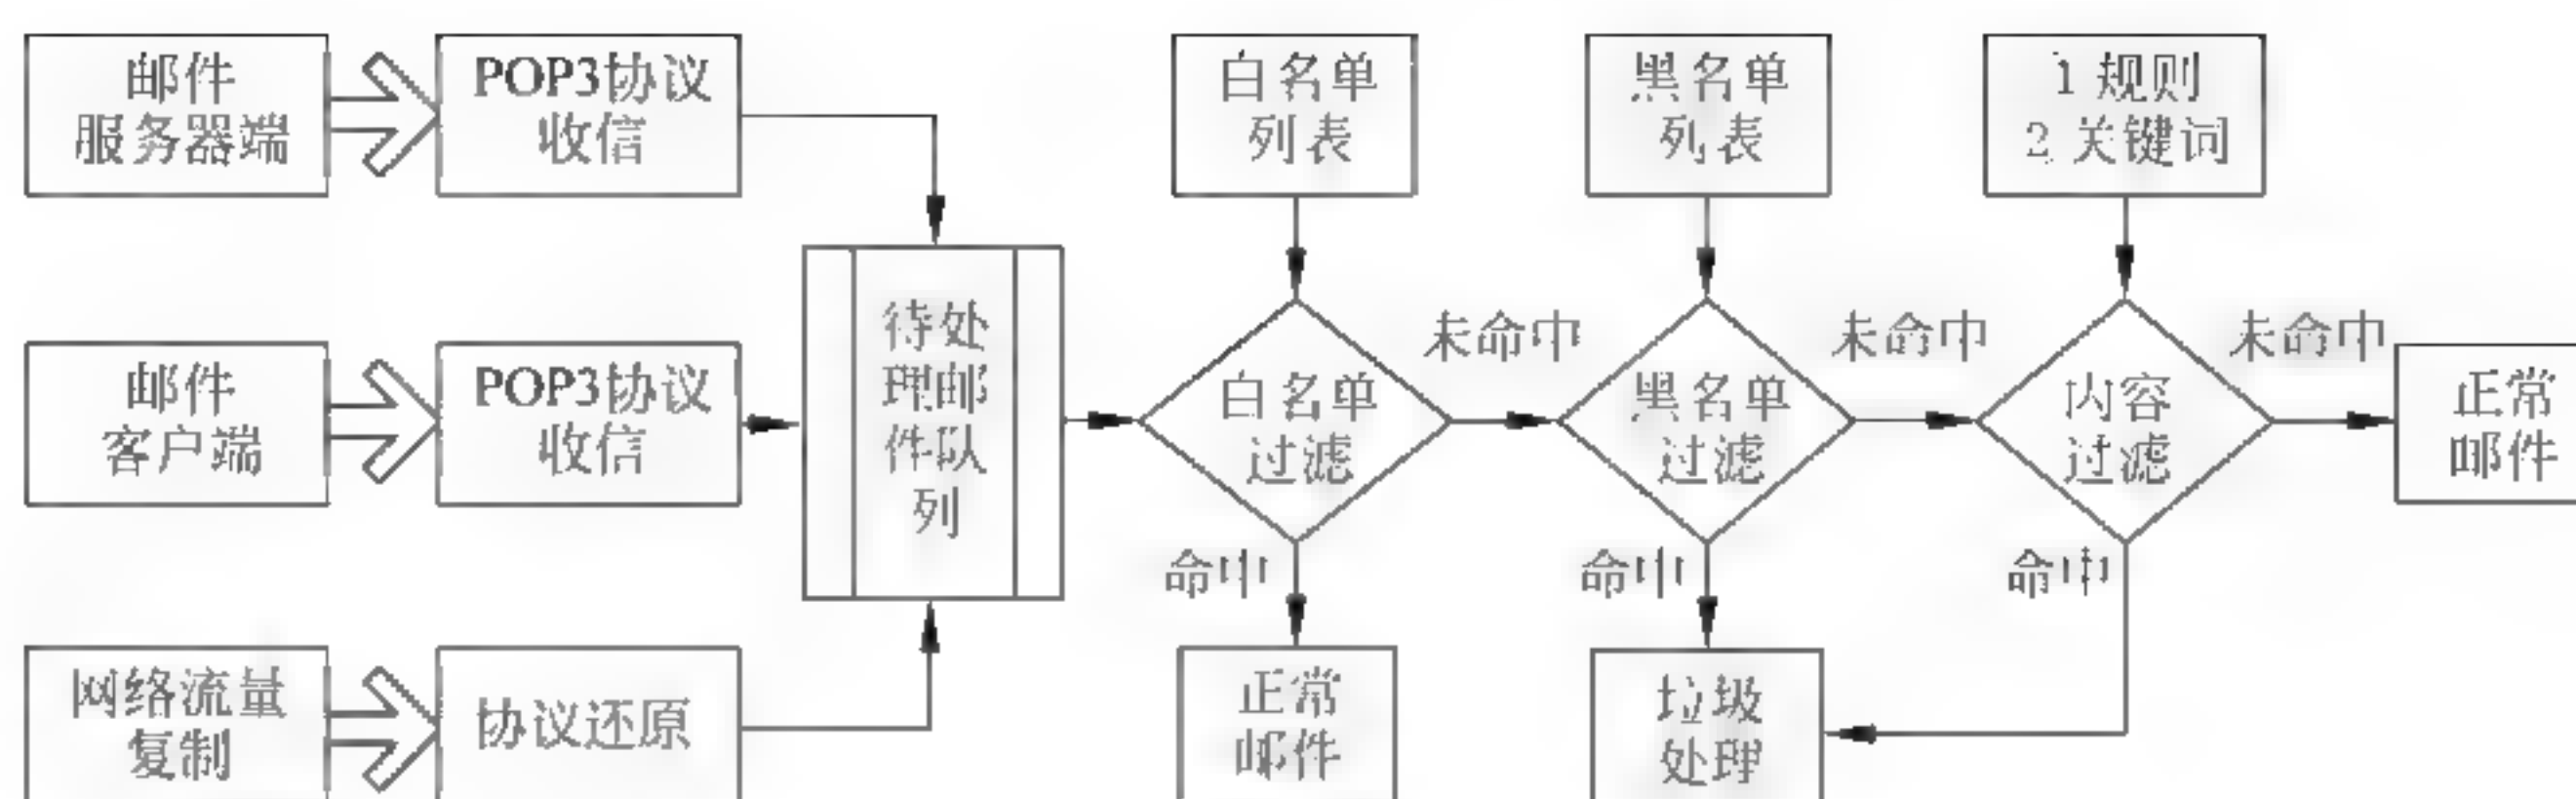 邮件
服务器端
POP3协议
收信
白名单
列表
黑名单
列表
1 规则
2 关键词
邮件
客户端
POP3协议
收信
待处
理邮
件队
列
白名单
过滤
未命中
黑名单
过滤
未命中
内容
过滤
未命中
正常
邮件
命中
命中
命中
网络流量
复制
协议还原
正常
邮件
垃圾
处理